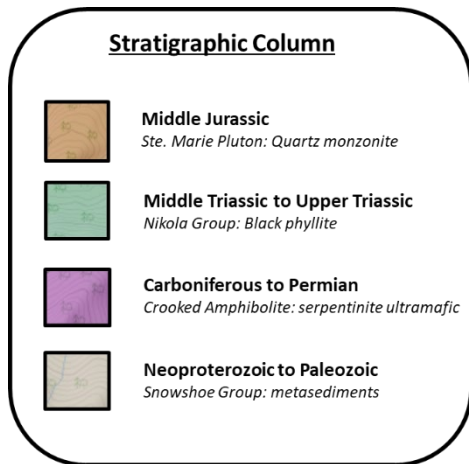 Stratigraphic Column
Middle Jurassic
Ste. Marie Pluton: Quartz monzonite
Middle Triassic to Upper Triassic
Nikola Group: Black phyllite
Carboniferous to Permian
Crooked Amphibolite: serpentinite ultramafic
Neoproterozoic to Paleozoic
Snowshoe Group: metasediments